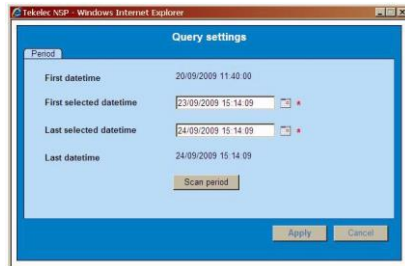 Tekelec NSP - Windows Internet Explorer
Query settings
Period
First datetime 20/09/2009 11:40:00
First selected datetime 23/09/2009 15:14:09 *
Last selected datetime 24/09/2009 15:14:09 *
Last datetime 24/09/2009 15:14:09
Scan period
Apply Cancel